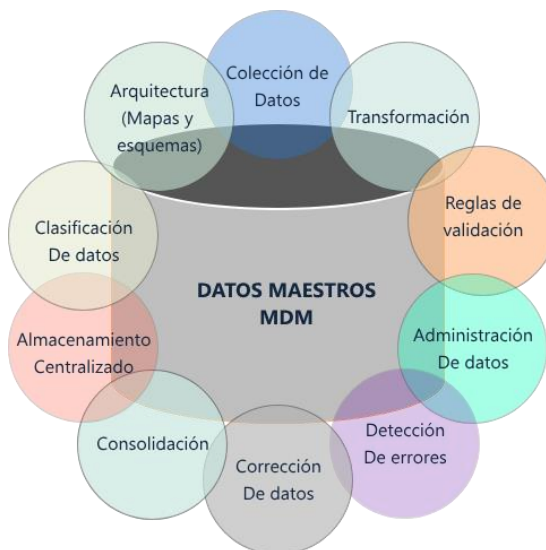 Colección de
Datos
Arquitectura
(Mapas y
esquemas)
Transformación
Reglas de
validación
Clasificación
De datos
DATOS MAESTROS
MDM
Almacenamiento
Centralizado
Administración
De datos
Consolidación
Detección
De errores
Corrección
De datos